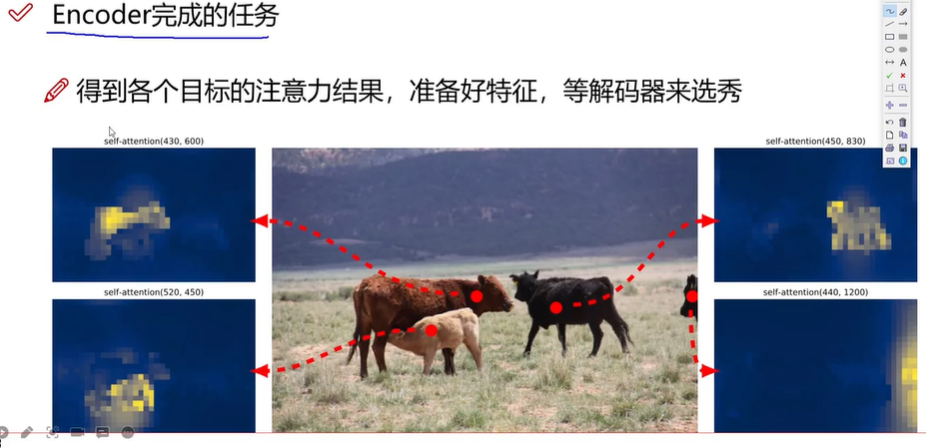 Encoder完成的任务
得到各个目标的注意力结果，准备好特征，等解码器来选秀
self-attention(430, 600)
self-attention(450, 830)
self-attention(520, 450)
self-attention(440, 1200)
A